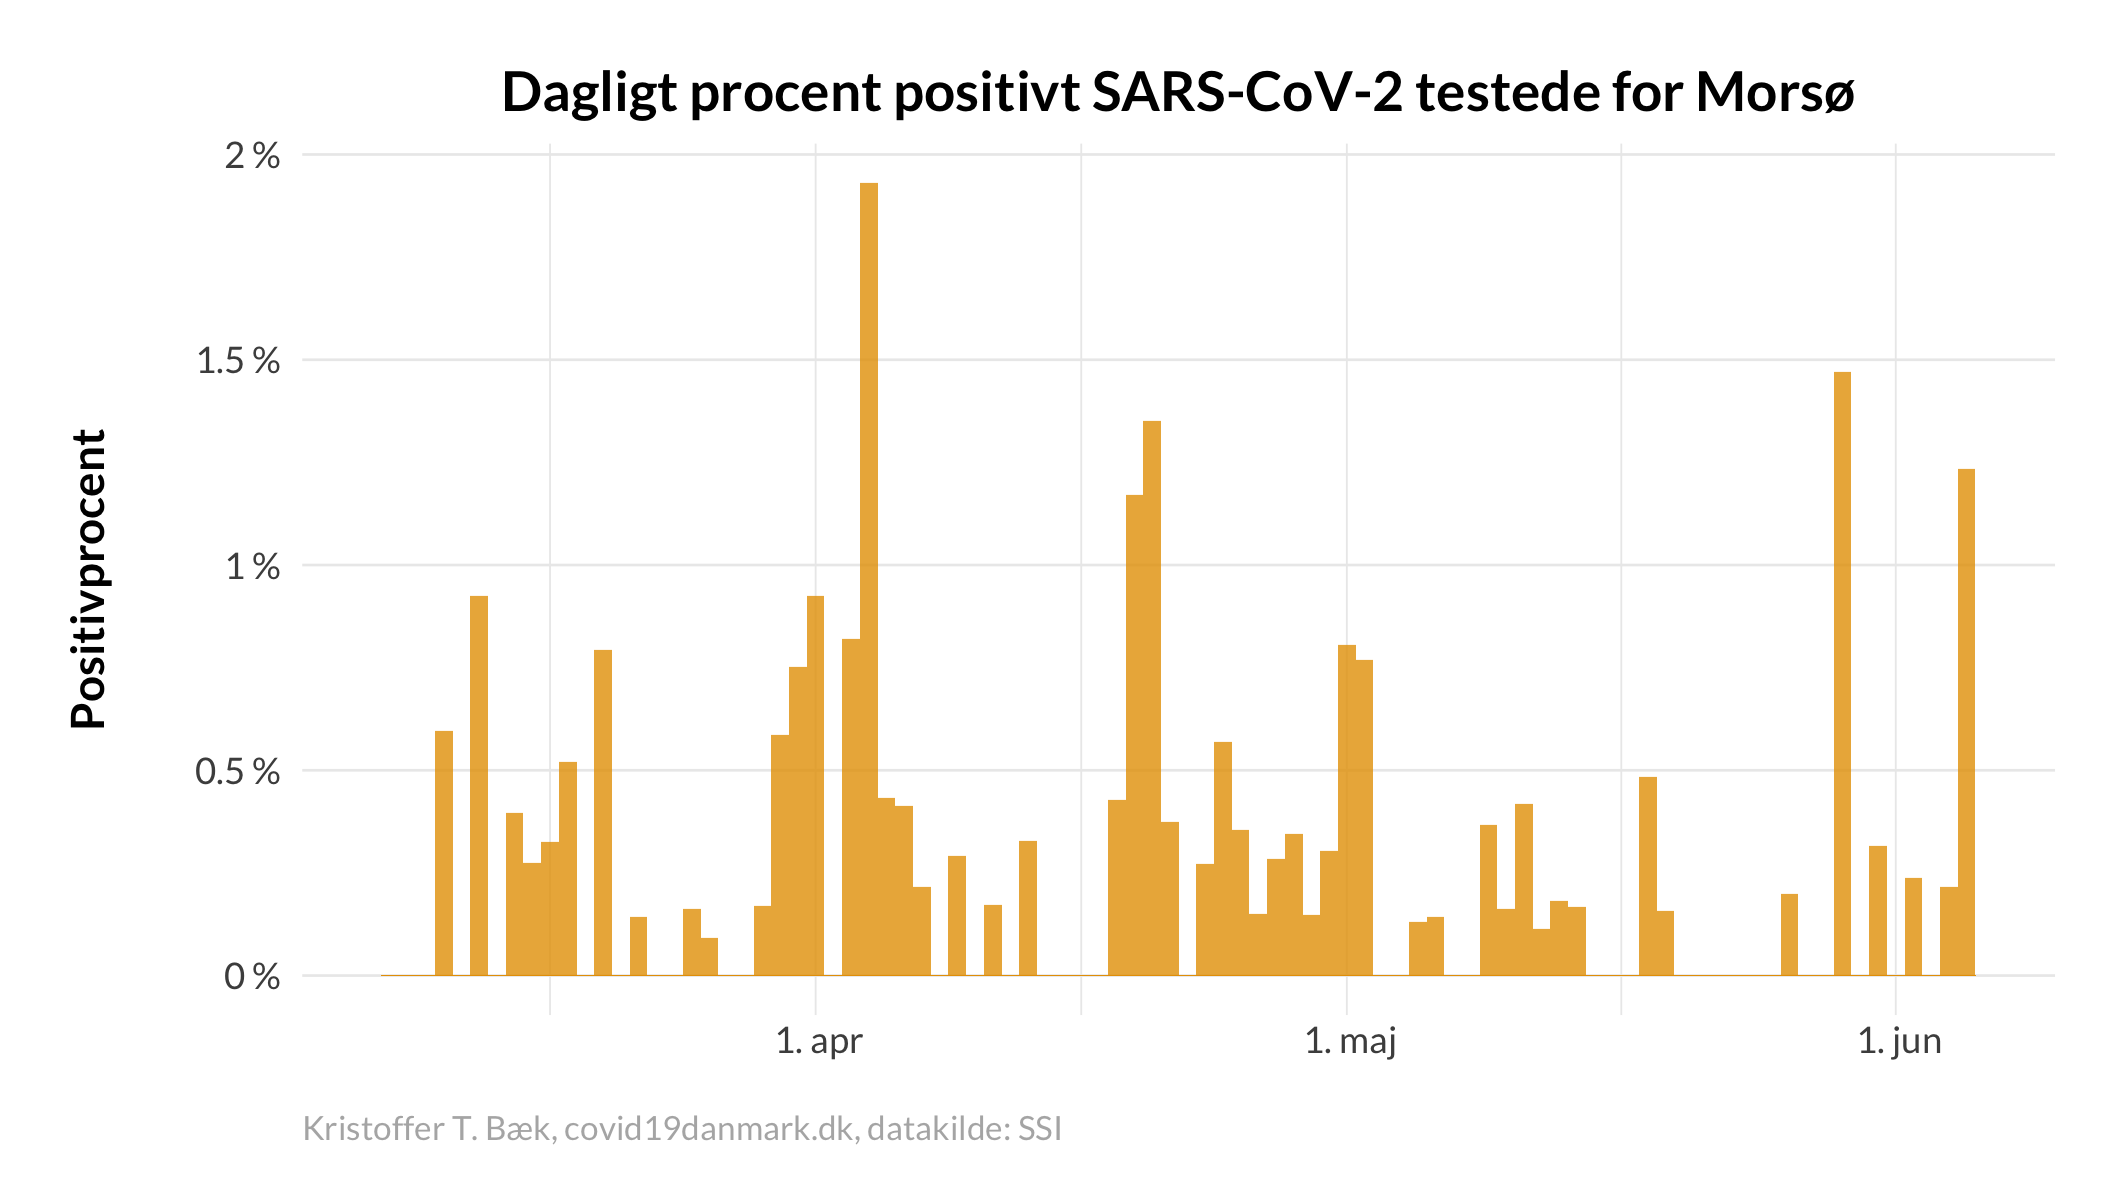 Dagligt procent positivt SARS-CoV-2 testede for Morsø
2 %
1.5 %
1 %
0.5 %
0 %
Positivprocent
1. apr
1. maj
1. jun
Kristoffer T. Bæk, covid19danmark.dk, datakilde: SSI